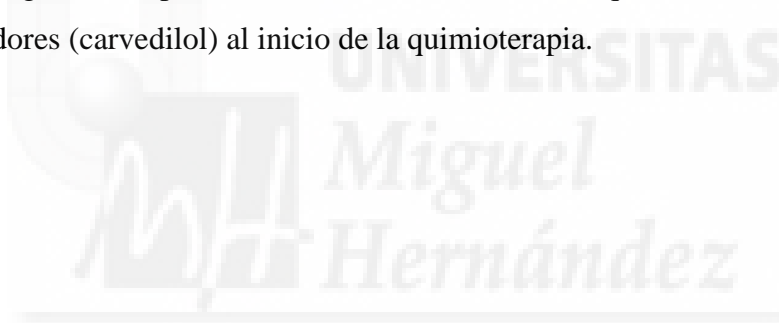 dores (carvedilol) al inicio de la quimioterapia.
UNIVERSITAS
Miguel
Hernández